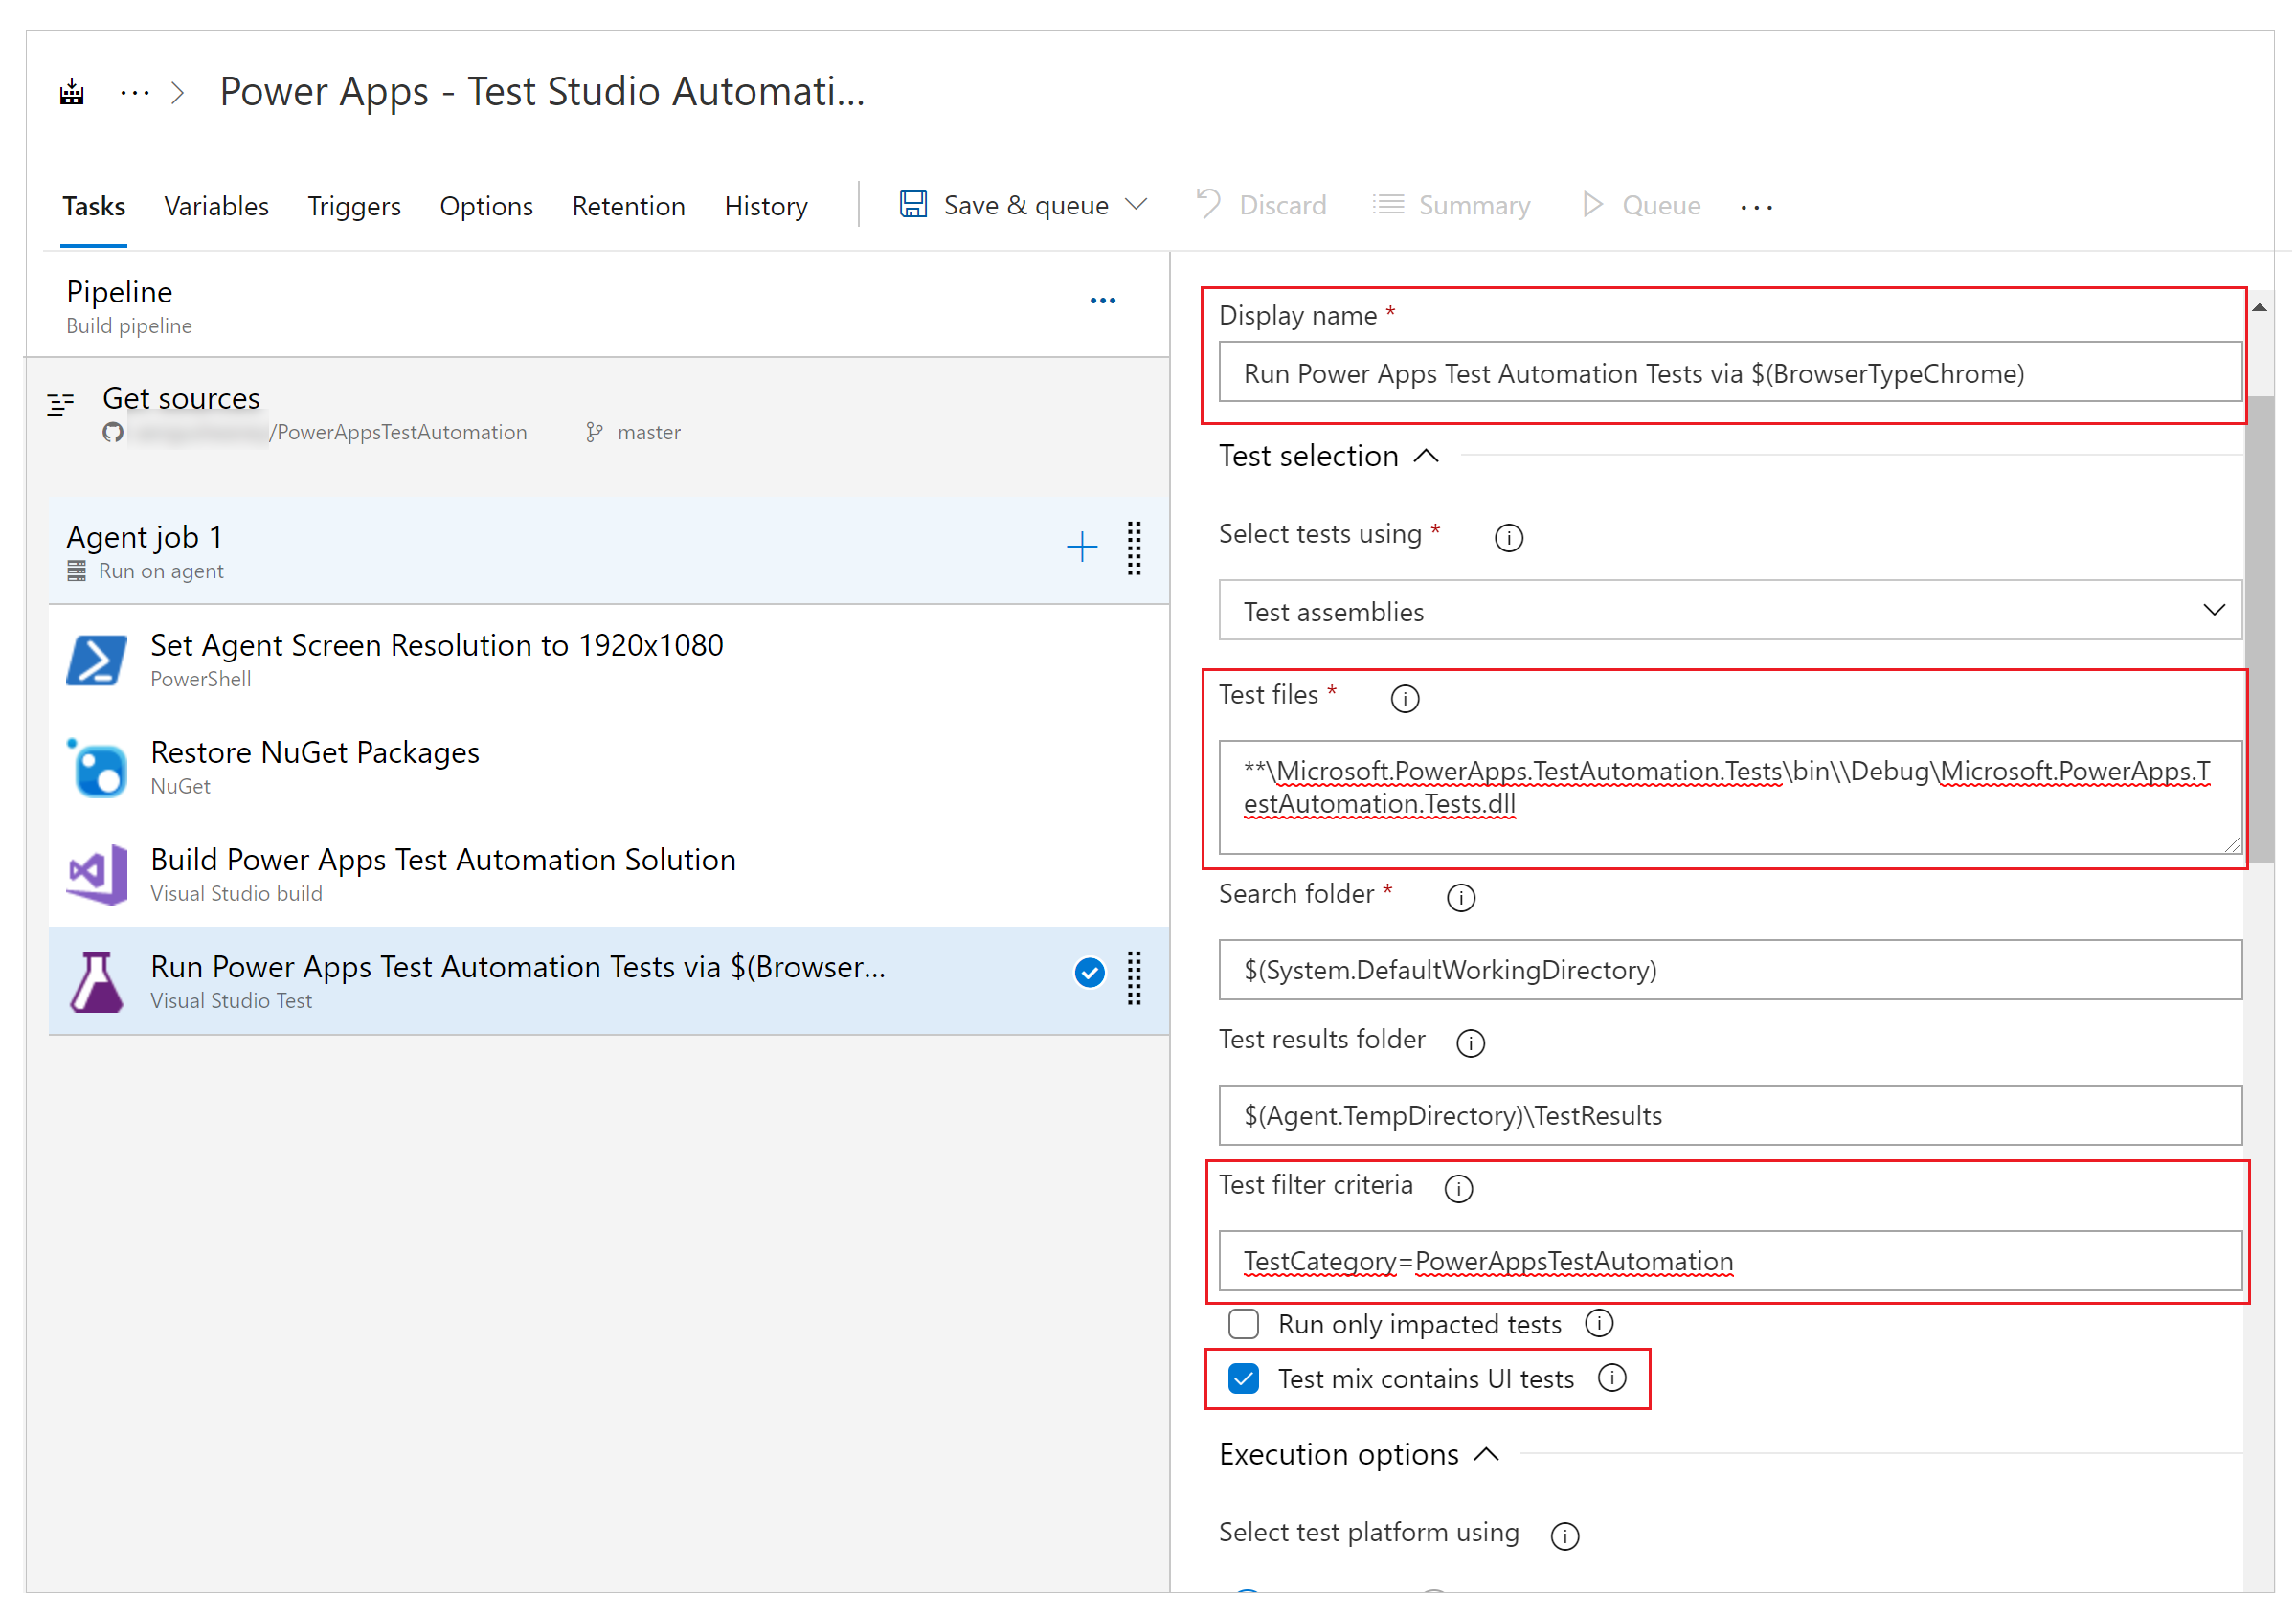 Power Apps - Test Studio Automati...
Tasks Variables Triggers Options Retention History Save & queue Discard Summary Queue ...
Pipeline
Build pipeline
Get sources
/PowerAppsTestAutomation master
Agent job 1
Run on agent
Set Agent Screen Resolution to 1920x1080
PowerShell
Restore NuGet Packages
NuGet
Build Power Apps Test Automation Solution
Visual Studio build
Run Power Apps Test Automation Tests via $(Browser...
Visual Studio Test
Display name *
Run Power Apps Test Automation Tests via $(BrowserTypeChrome)
Test selection
Select tests using *
Test assemblies
Test files *
**\Microsoft.PowerApps.TestAutomation.Tests\bin\\Debug\Microsoft.PowerApps.T
estAutomation.Tests.dll
Search folder *
$(System.DefaultWorkingDirectory)
Test results folder
$(Agent.TempDirectory)\TestResults
Test filter criteria
TestCategory=PowerAppsTestAutomation
Run only impacted tests
Test mix contains UI tests
Execution options
Select test platform using